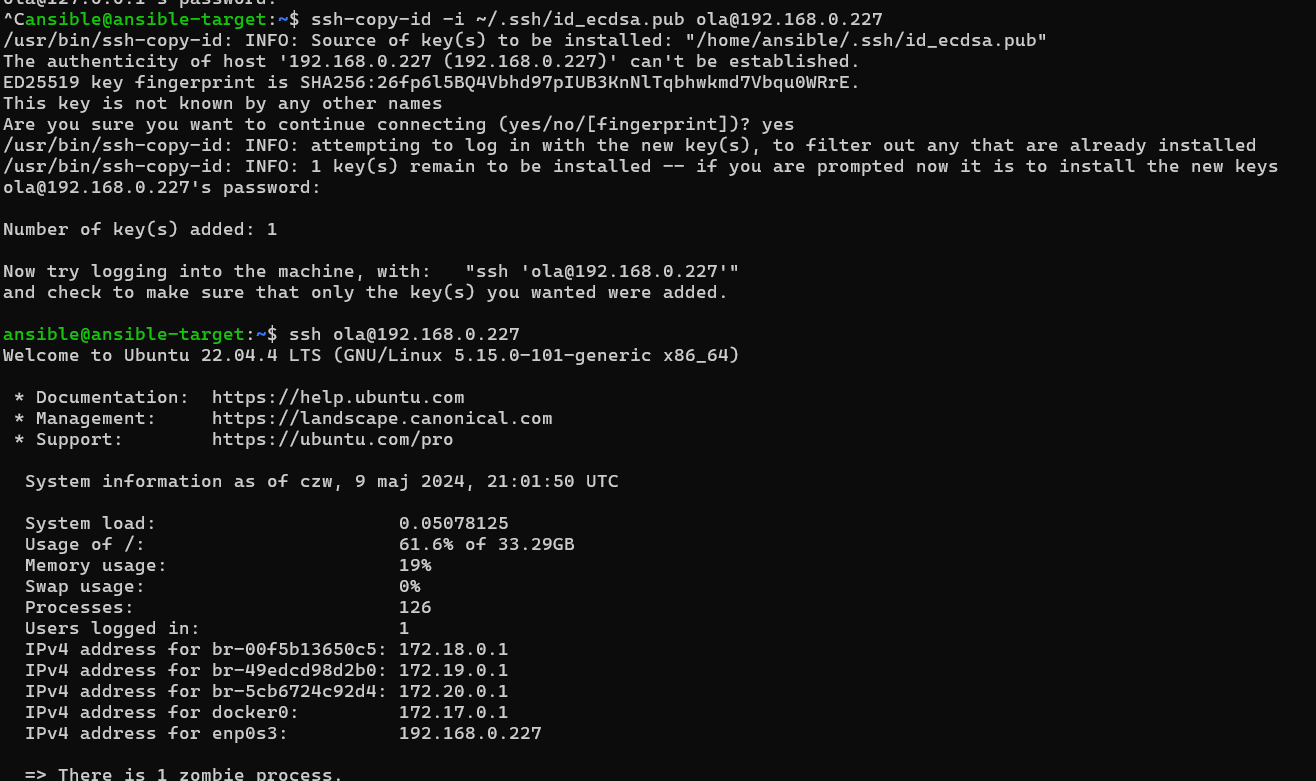 ola@127.0.0.1's password:
^Cansible@ansible-target:~$ ssh-copy-id -i ~/.ssh/id_ecdsa.pub ola@192.168.0.227
/usr/bin/ssh-copy-id: INFO: Source of key(s) to be installed: "/home/ansible/.ssh/id_ecdsa.pub"
The authenticity of host '192.168.0.227 (192.168.0.227)' can't be established.
ED25519 key fingerprint is SHA256:26fp6l5BQ4Vbhd97pIUB3KnNlTqbhwkmd7Vbqu0WRrE.
This key is not known by any other names
Are you sure you want to continue connecting (yes/no/[fingerprint])? yes
/usr/bin/ssh-copy-id: INFO: attempting to log in with the new key(s), to filter out any that are already installed
/usr/bin/ssh-copy-id: INFO: 1 key(s) remain to be installed -- if you are prompted now it is to install the new keys
ola@192.168.0.227's password:
Number of key(s) added: 1
Now try logging into the machine, with:   "ssh 'ola@192.168.0.227'"
and check to make sure that only the key(s) you wanted were added.
ansible@ansible-target:~$ ssh ola@192.168.0.227
Welcome to Ubuntu 22.04.4 LTS (GNU/Linux 5.15.0-101-generic x86_64)
* Documentation:  https://help.ubuntu.com
* Management:     https://landscape.canonical.com
* Support:        https://ubuntu.com/pro
System information as of czw, 9 maj 2024, 21:01:50 UTC
System load:                      0.05078125
Usage of /:                       61.6% of 33.29GB
Memory usage:                     19%
Swap usage:                       0%
Processes:                        126
Users logged in:                  1
IPv4 address for br-00f5b13650c5: 172.18.0.1
IPv4 address for br-49edcd98d2b0: 172.19.0.1
IPv4 address for br-5cb6724c92d4: 172.20.0.1
IPv4 address for docker0:         172.17.0.1
IPv4 address for enp0s3:          192.168.0.227
=> There is 1 zombie process.